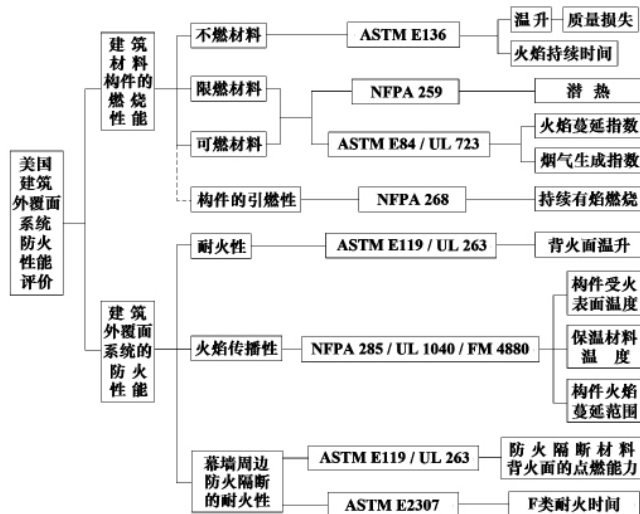 美国
建筑
外覆面
系统
防火
性能
评价
建筑
材料
构件的
燃烧
性能
不燃材料
ASTM E136
温升
质量损失
火焰持续时间
限燃材料
NFPA 259
潜热
可燃材料
ASTM E84 / UL 723
火焰蔓延指数
烟气生成指数
构件的引燃性
NFPA 268
持续有焰燃烧
建筑
外覆面
系统的
防火
性能
耐火性
ASTM E119 / UL 263
背火面温升
火焰传播性
NFPA 285 / UL 1040 / FM 4880
构件受火
表面温度
保温材料
温度
构件火焰
蔓延范围
幕墙周边
防火隔断
的耐火性
ASTM E119 / UL 263
防火隔断材料
背火面的点燃能力
ASTM E2307
F类耐火时间